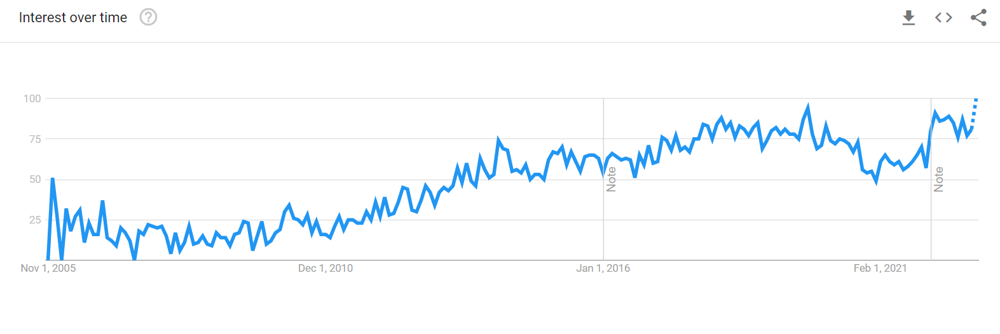 Interest over time ?
100
75
50
25
Note
Note
Nov 1, 2005
Dec 1, 2010
Jan 1, 2016
Feb 1, 2021